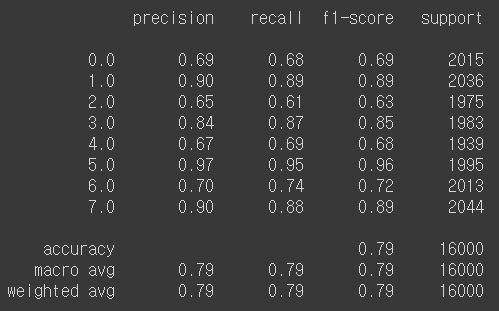 precision recall f1-score support
0.0 0.69 0.68 0.69 2015
1.0 0.90 0.89 0.89 2036
2.0 0.65 0.61 0.63 1975
3.0 0.84 0.87 0.85 1983
4.0 0.67 0.69 0.68 1939
5.0 0.97 0.95 0.96 1995
6.0 0.70 0.74 0.72 2013
7.0 0.90 0.88 0.89 2044
accuracy 0.79 16000
macro avg 0.79 0.79 0.79 16000
weighted avg 0.79 0.79 0.79 16000